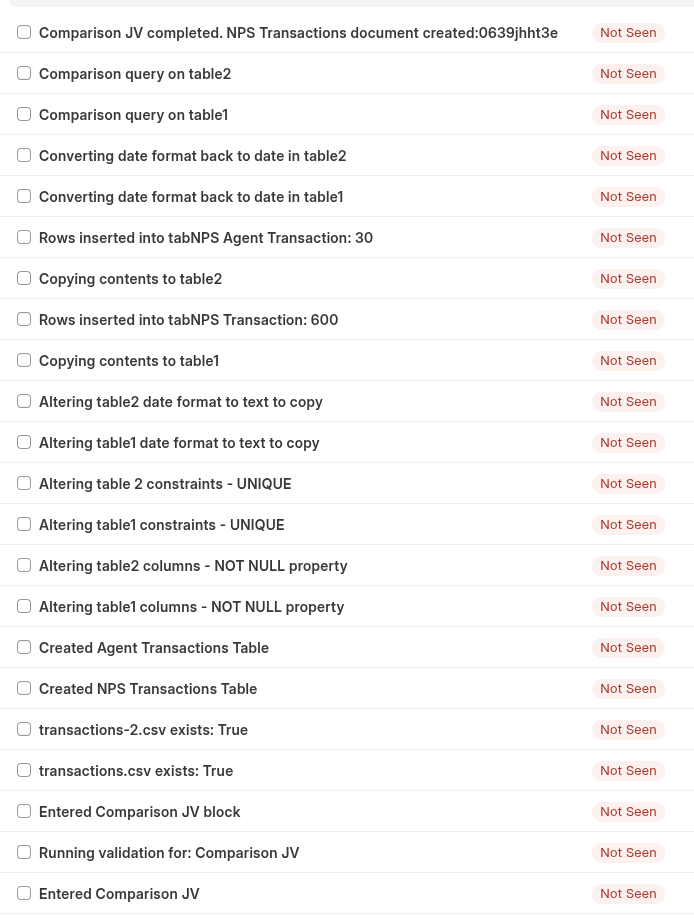 Comparison JV completed. NPS Transactions document created:0639jhht3e Not Seen
Comparison query on table2 Not Seen
Comparison query on table1 Not Seen
Converting date format back to date in table2 Not Seen
Converting date format back to date in table1 Not Seen
Rows inserted into tabNPS Agent Transaction: 30 Not Seen
Copying contents to table2 Not Seen
Rows inserted into tabNPS Transaction: 600 Not Seen
Copying contents to table1 Not Seen
Altering table2 date format to text to copy Not Seen
Altering table1 date format to text to copy Not Seen
Altering table 2 constraints - UNIQUE Not Seen
Altering table1 constraints - UNIQUE Not Seen
Altering table2 columns - NOT NULL property Not Seen
Altering table1 columns - NOT NULL property Not Seen
Created Agent Transactions Table Not Seen
Created NPS Transactions Table Not Seen
transactions-2.csv exists: True Not Seen
transactions.csv exists: True Not Seen
Entered Comparison JV block Not Seen
Running validation for: Comparison JV Not Seen
Entered Comparison JV Not Seen